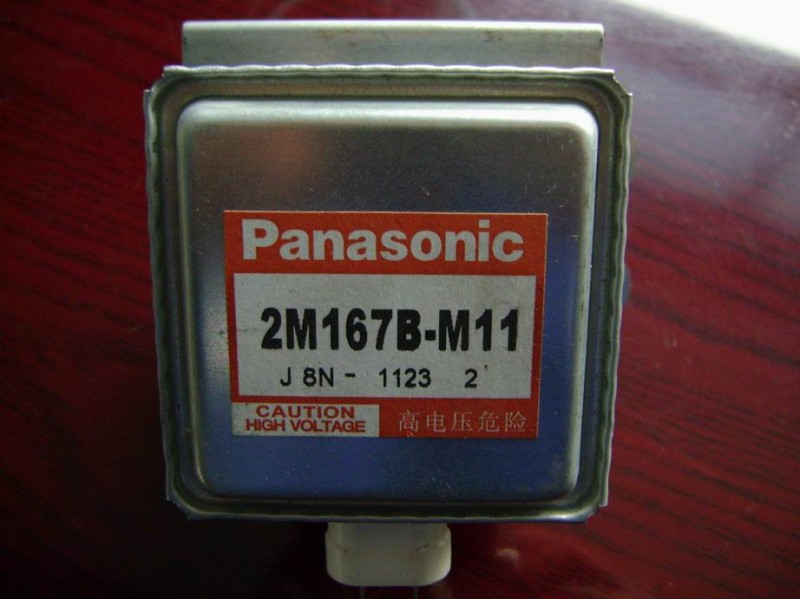 Panasonic
2M167B-M11
J 8N - 1123 2
CAUTION
HIGH VOLTAGE
高电压危险